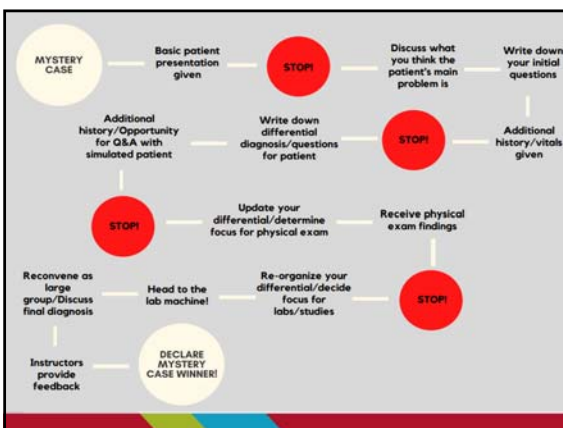 MYSTERY
CASE
Basic patient
presentation
given
STOP!
Discuss what
you think the
patient's main
problem is
Write down
your initial
questions
Additional
history/vitals
given
STOP!
Write down
differential
diagnosis/questions
for patient
Additional
history/Opportunity
for Q&A with
simulated patient
STOP!
Update your
differential/determine
focus for physical exam
Receive physical
exam findings
STOP!
Re-organize your
differential/decide
focus for
labs/studies
Head to the
lab machine!
Reconvene as
large
group/Discuss
final diagnosis
Instructors
provide
feedback
DECLARE
MYSTERY
CASE WINNER!